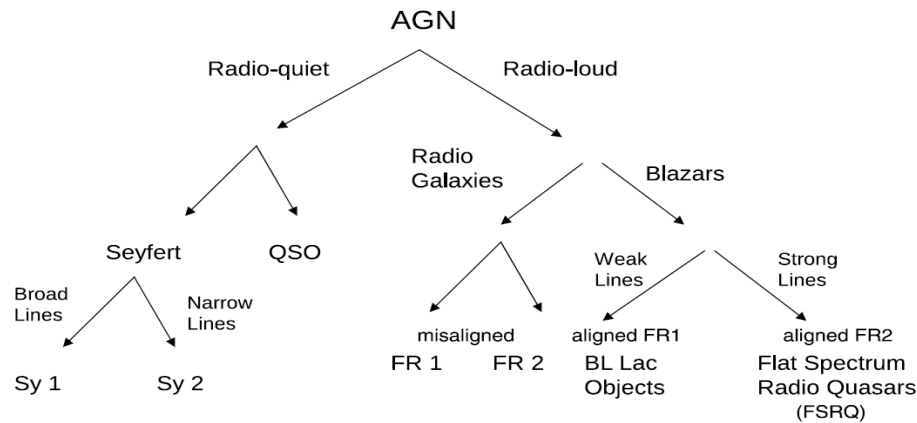 AGN
Radio-quiet
Radio-loud
Radio
Galaxies
Blazars
Seyfert
QSO
Weak
Lines
Strong
Lines
Broad
Lines
Narrow
Lines
misaligned
aligned FR1
aligned FR2
Sy 1
Sy 2
FR 1
FR 2
BL Lac
Objects
Flat Spectrum
Radio Quasars
(FSRQ)